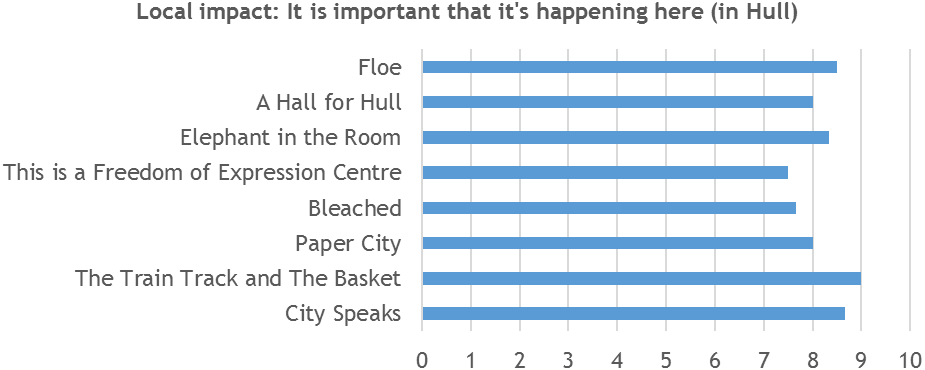 Local impact: It is important that it's happening here (in Hull)
Floe
A Hall for Hull
Elephant in the Room
This is a Freedom of Expression Centre
Bleached
Paper City
The Train Track and The Basket
City Speaks
0 1 2 3 4 5 6 7 8 9 10